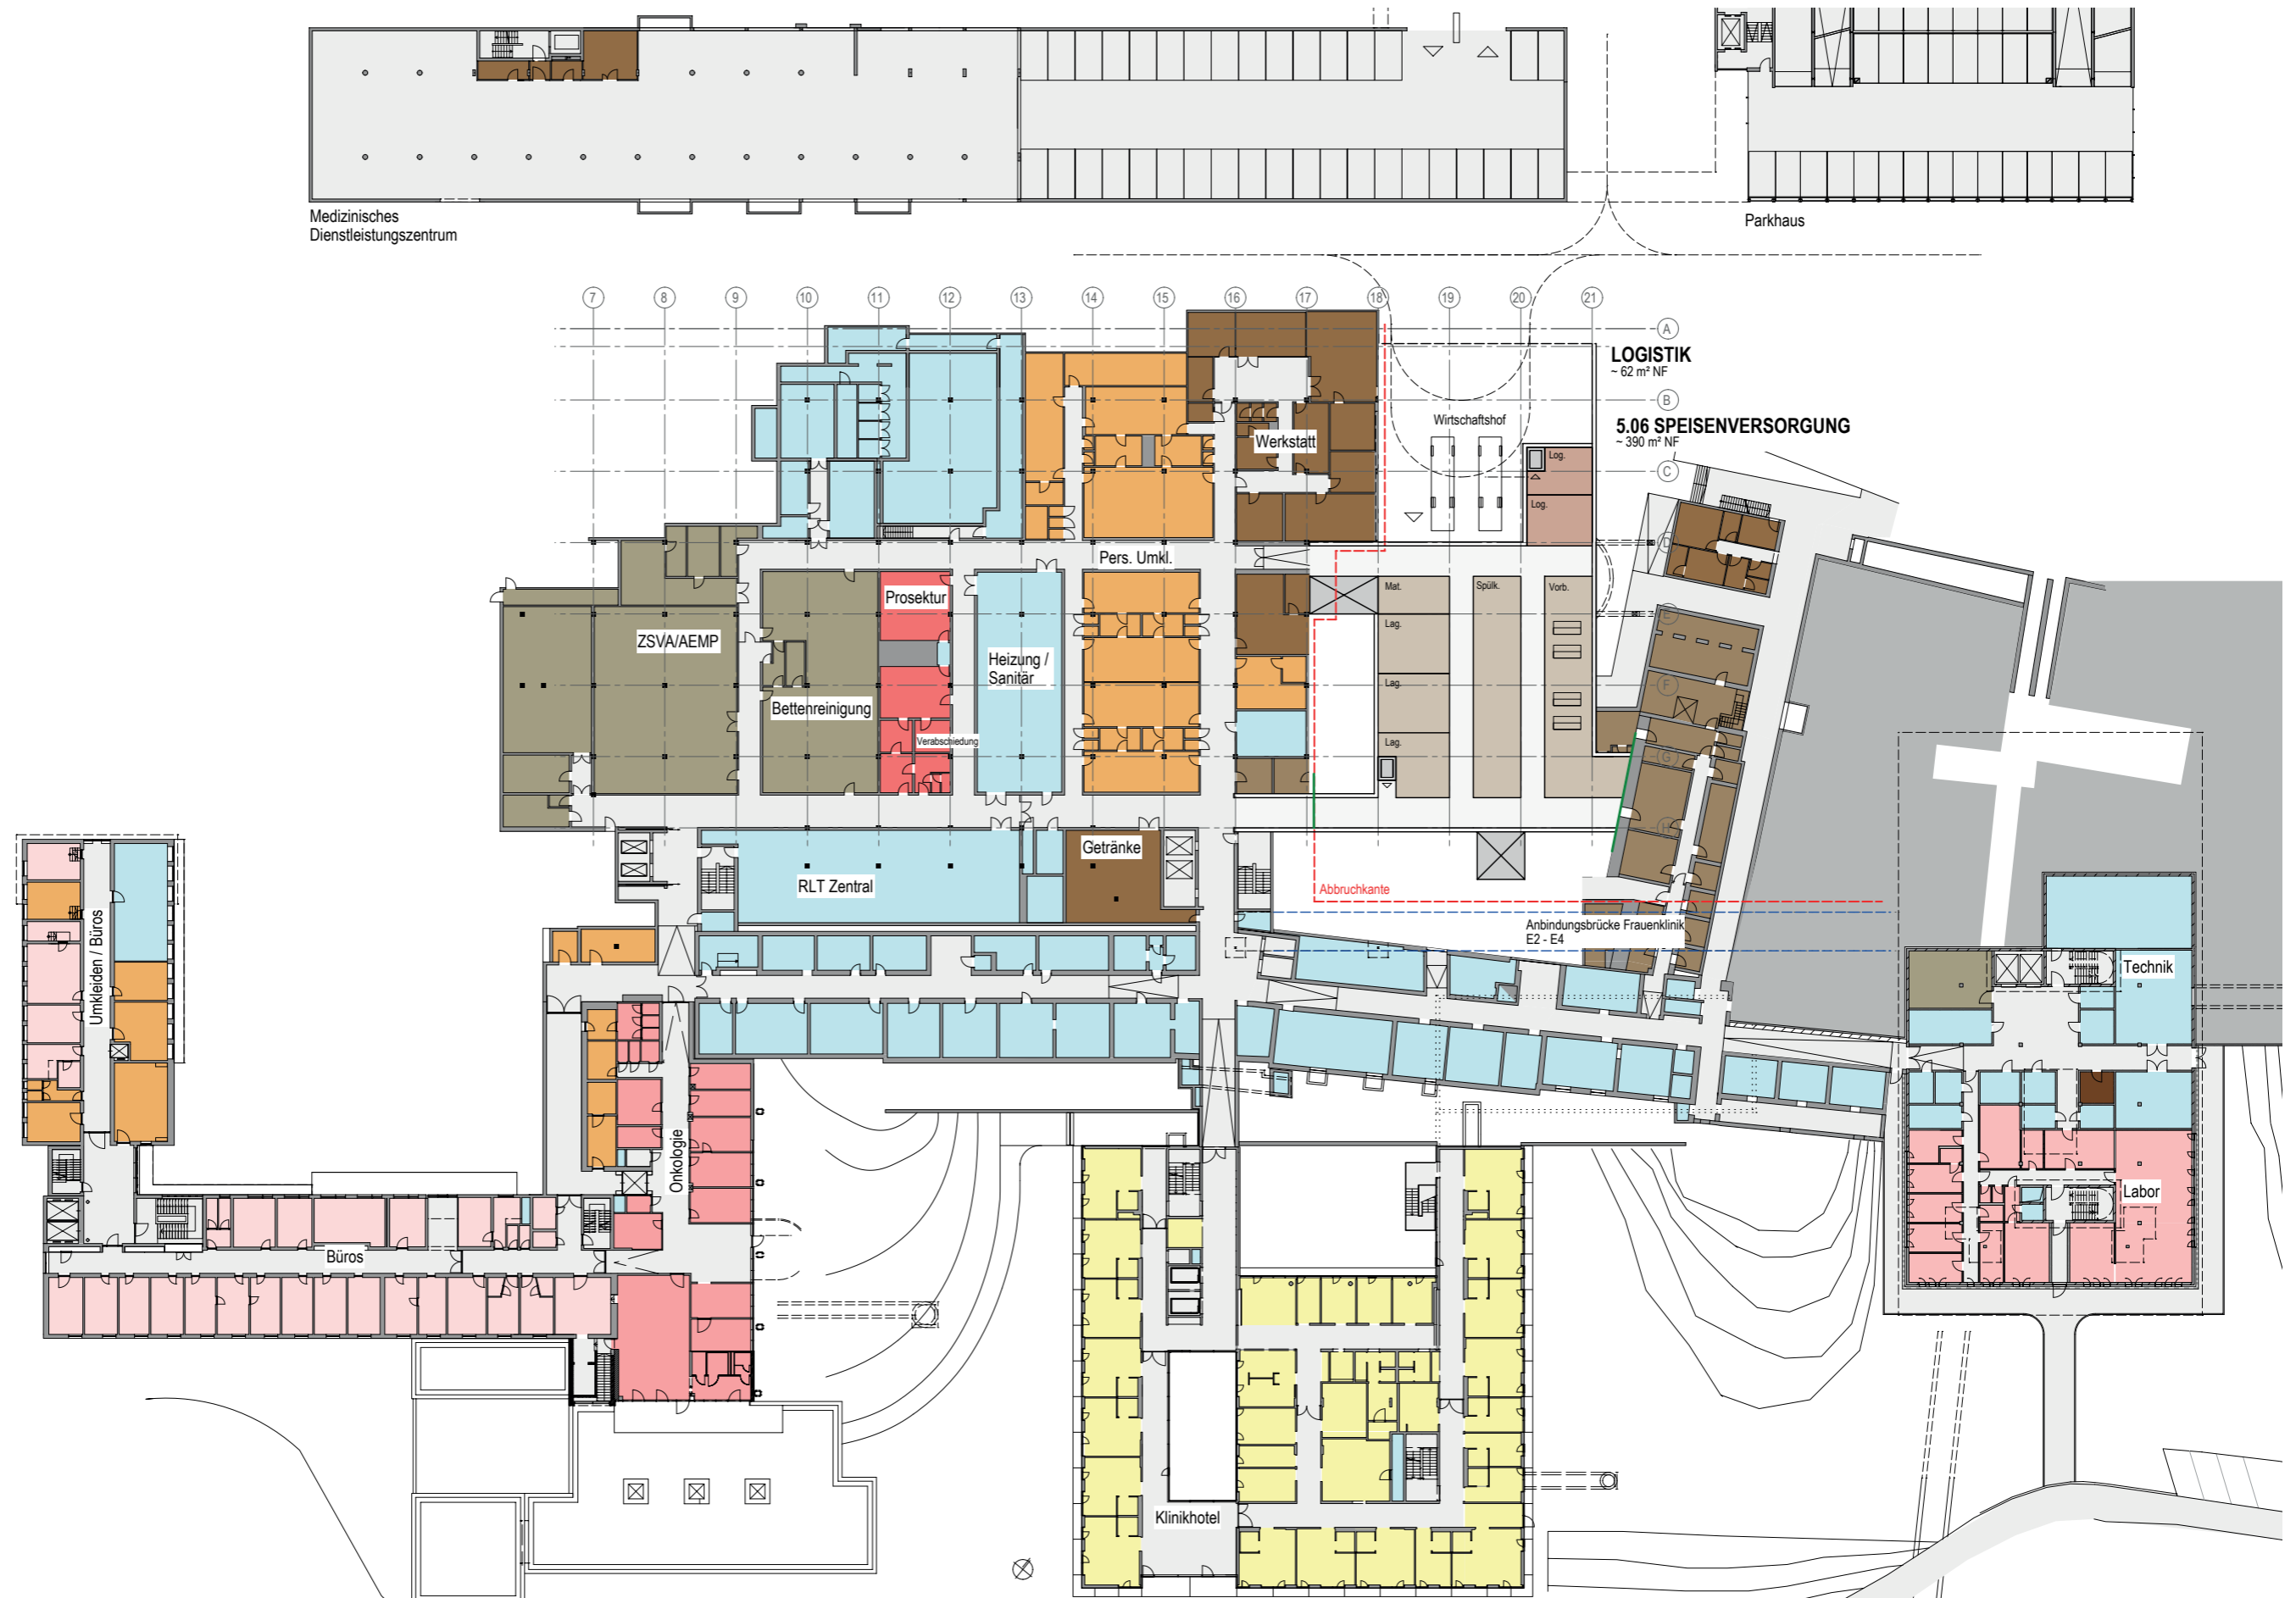 Medizinisches
Dienstleistungszentrum
Parkhaus
7
8
9
10
11
12
13
14
15
16
17
18
19
20
21
A
LOGISTIK
~ 62 m² NF
B
5.06 SPEISENVERSORGUNG
~ 390 m² NF
Wirtschaftshof
Werkstatt
Log.
C
Log.
D
Pers. Umkl.
Prosektur
Mat.
Spülk.
Vorb.
E
Lag.
ZSVA/AEMP
Heizung /
Sanitär
Lag.
F
Bettenreinigung
Verabschiedung
Lag.
G
H
Getränke
RLT Zentral
Abbruchkante
Umkleiden / Büros
Anbindungsbrücke Frauenklinik
E2 - E4
Technik
Onkologie
Labor
Büros
Klinikhotel